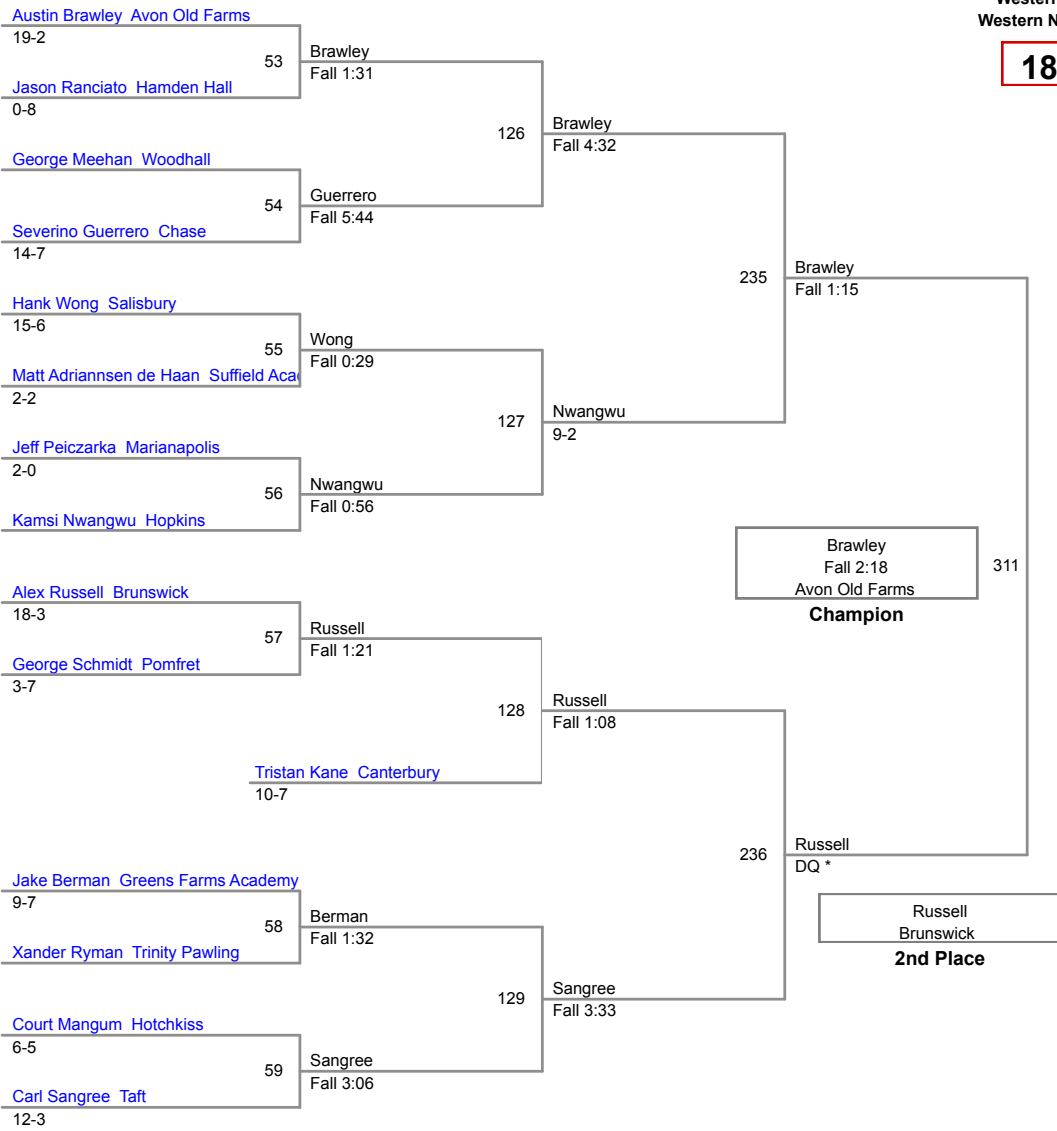 Western
Western N
18
Austin Brawley Avon Old Farms
19-2
53
Brawley
Fall 1:31
Jason Ranciato Hamden Hall
0-8
126
Brawley
Fall 4:32
George Meehan Woodhall
54
Guerrero
Fall 5:44
Severino Guerrero Chase
14-7
235
Brawley
Fall 1:15
Hank Wong Salisbury
15-6
55
Wong
Fall 0:29
Matt Adriannsen de Haan Suffield Aca
2-2
127
Nwangwu
9-2
Jeff Peiczarka Marianapolis
2-0
56
Nwangwu
Fall 0:56
Kamsi Nwangwu Hopkins
Brawley
Fall 2:18
Avon Old Farms
Champion
311
Alex Russell Brunswick
18-3
57
Russell
Fall 1:21
George Schmidt Pomfret
3-7
128
Russell
Fall 1:08
Tristan Kane Canterbury
10-7
236
Russell
DQ *
Jake Berman Greens Farms Academy
9-7
58
Berman
Fall 1:32
Xander Ryman Trinity Pawling
Russell
Brunswick
2nd Place
129
Sangree
Fall 3:33
Court Mangum Hotchkiss
6-5
59
Sangree
Fall 3:06
Carl Sangree Taft
12-3